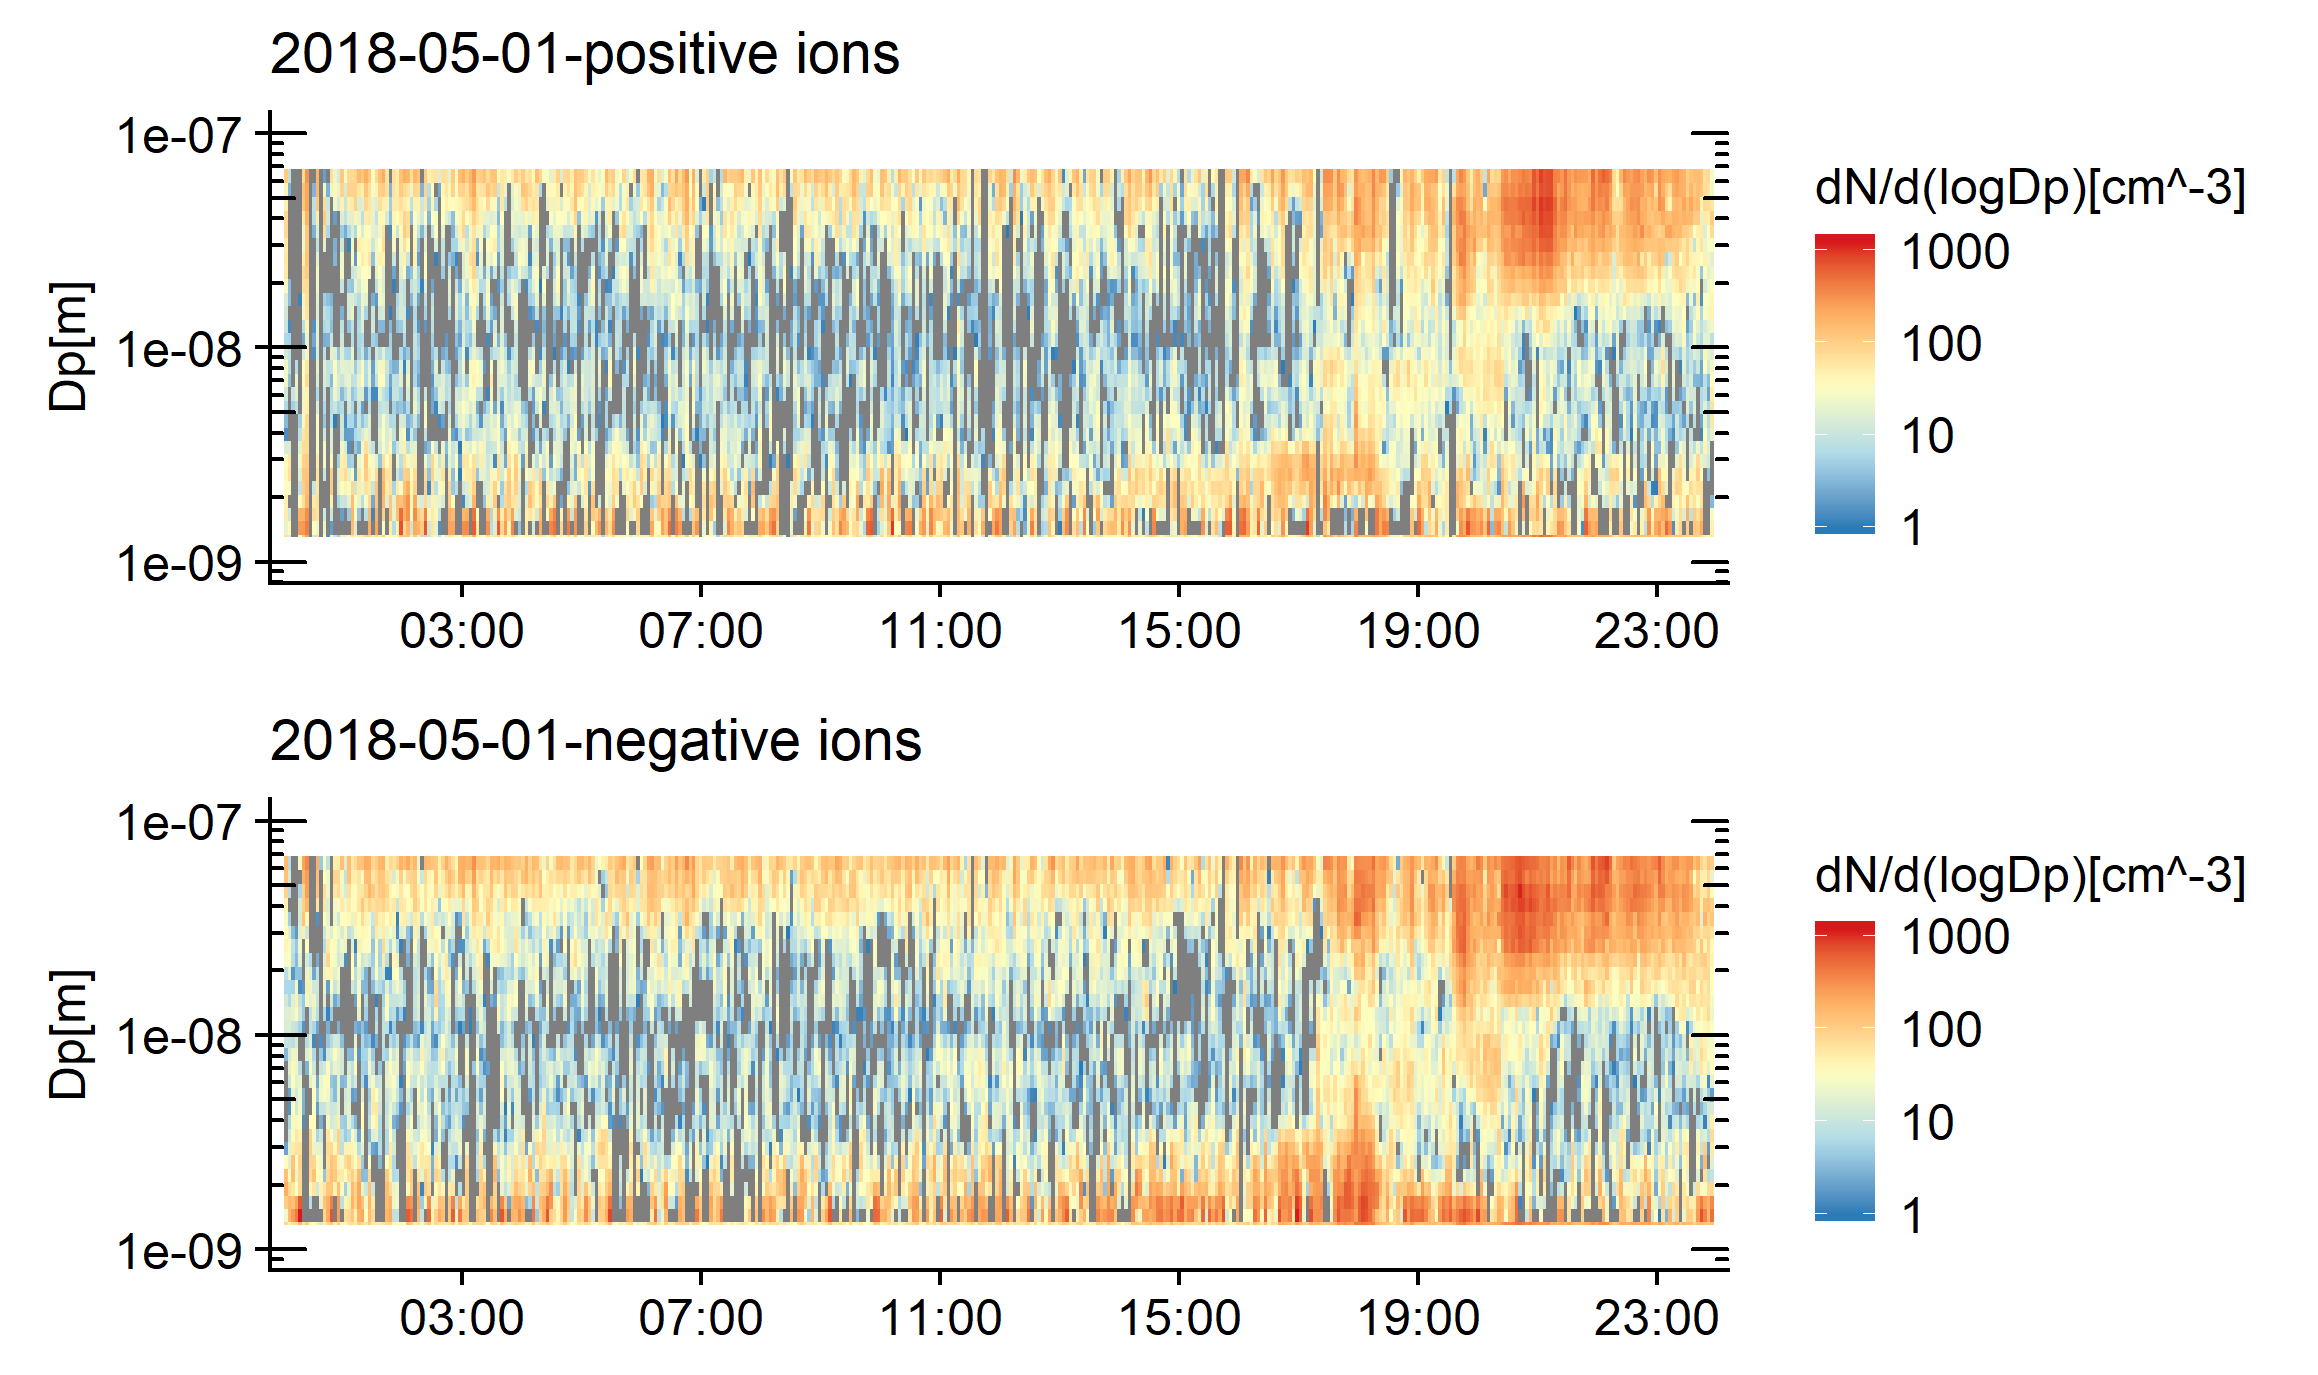 2018-05-01-positive ions
Dp[m]
1e-07
1e-08
1e-09
03:00 07:00 11:00 15:00 19:00 23:00
dN/d(logDp)[cm^-3]
1000
100
10
1
2018-05-01-negative ions
Dp[m]
1e-07
1e-08
1e-09
03:00 07:00 11:00 15:00 19:00 23:00
dN/d(logDp)[cm^-3]
1000
100
10
1